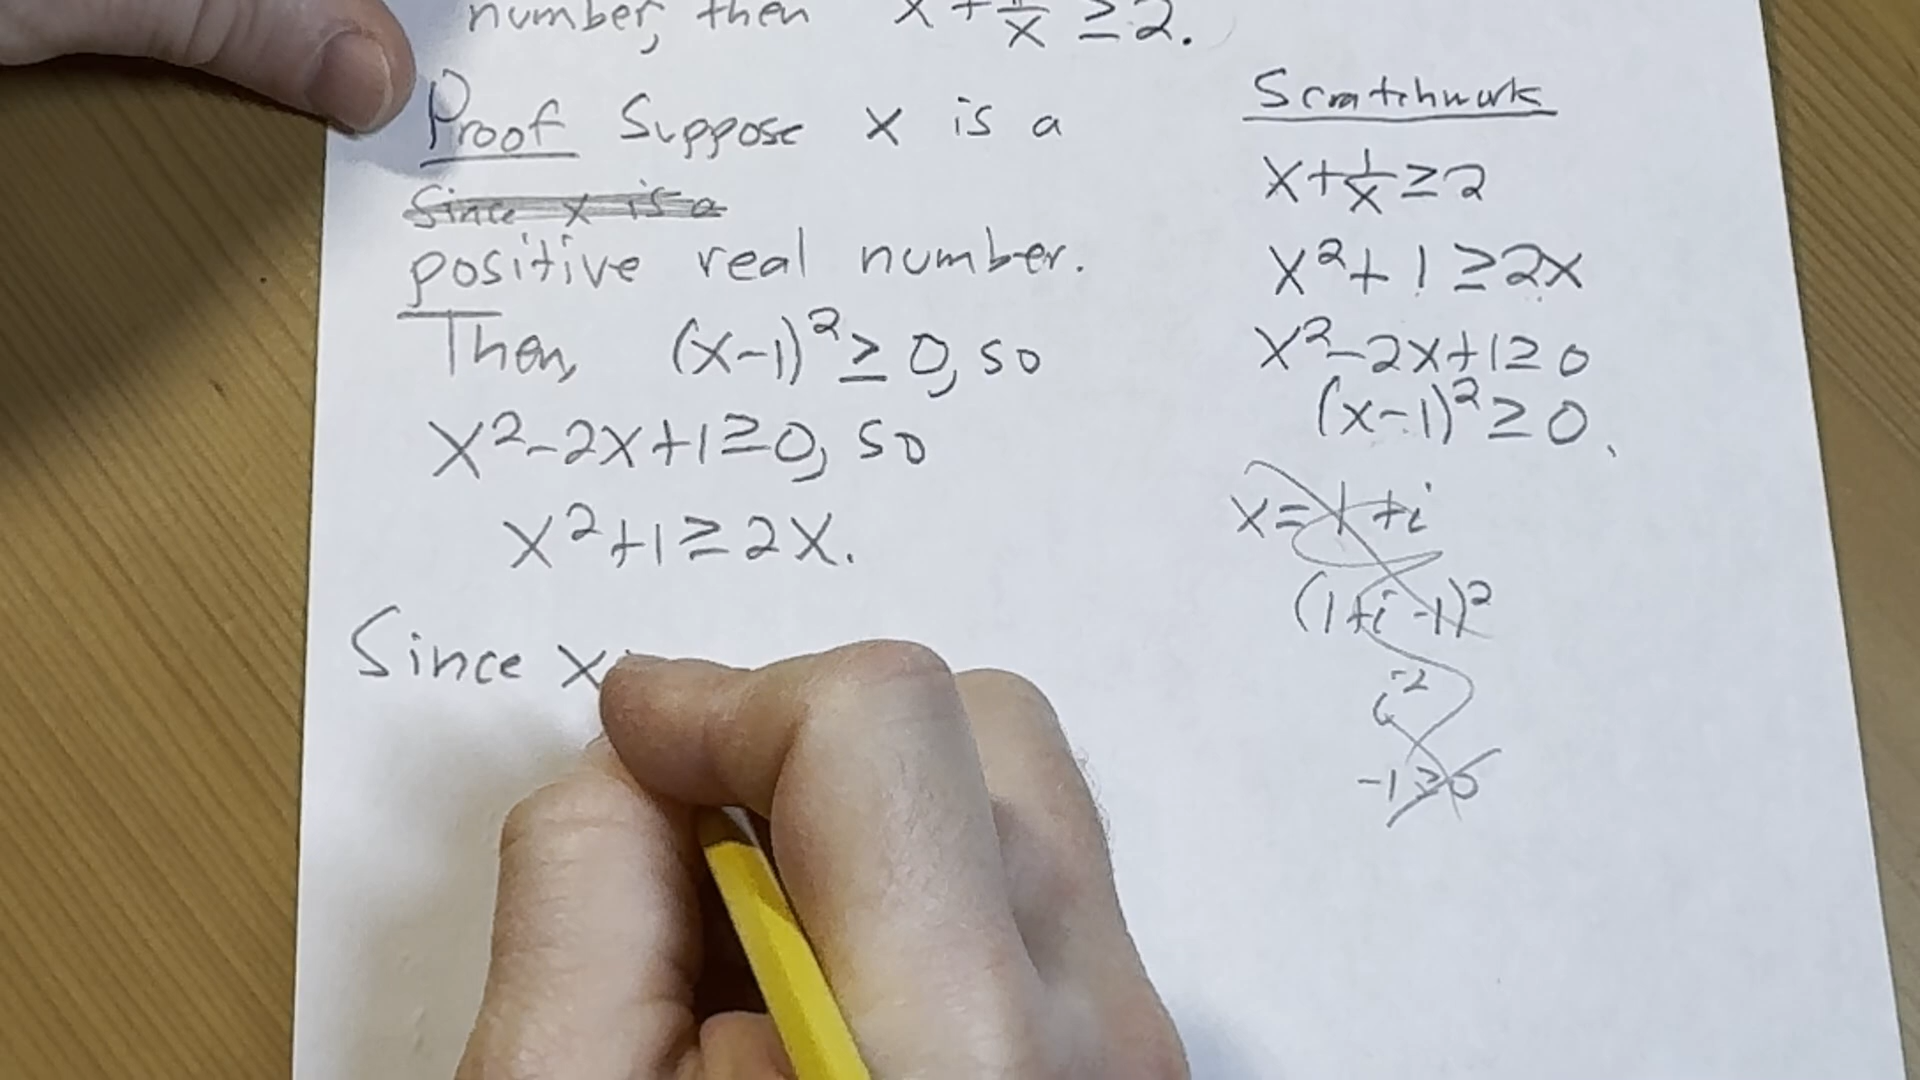 number, then x + 1/x ≥ 2.
Proof Suppose x is a
Since x is a
positive real number.
Then, (x-1)² ≥ 0, so
x²-2x+1≥0, so
x²+1≥2x.
Since x
Scratchwork
x+1/x≥2
x²+1≥2x
x²-2x+1≥0
(x-1)²≥0.
x=1+i
(1+i-1)²
i²
-1≥0